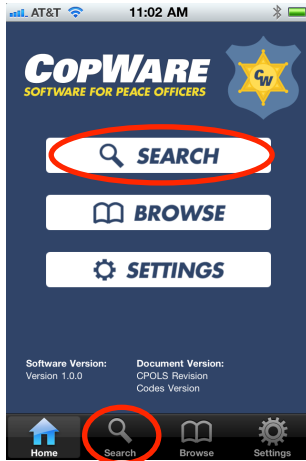 AT&T 11:02 AM
COPWARE
SOFTWARE FOR PEACE OFFICERS
CW
SEARCH
BROWSE
SETTINGS
Software Version:
Version 1.0.0
Document Version:
CPOLS Revision
Codes Version
Home Search Browse Settings